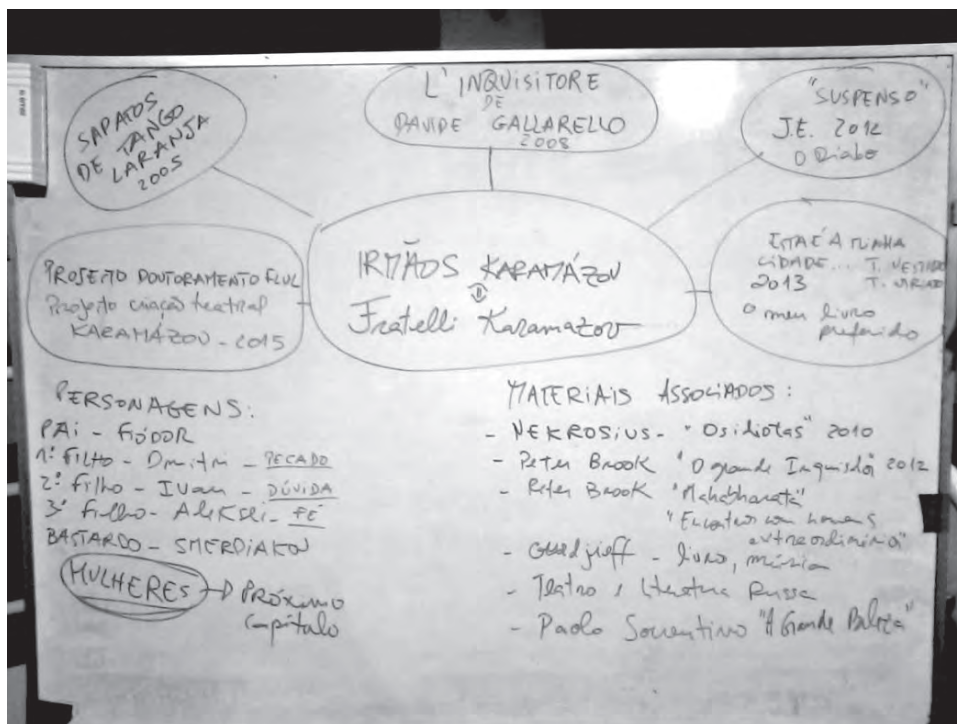 SAPATOS
DE TANGO
LARANJA
2005
L'INQUISITORE
DE
DAVIDE GALLARELLO
2008
"SUSPENSO"
J.E. 2012
O Diabo
PROJETO DOUTORAMENTO FLUL
Projeto criação teatral
KARAMÁZOV - 2015
IRMÃOS KARAMÁZOV
Fratelli Karamazov
ESTA É A MINHA
CIDADE... T. MERIDIONAL
2013
o meu livro
preferido
PERSONAGENS:
PAI - FIÓDOR
1º FILHO - Dmitri - PECADO
2º Filho - IVan - DÚVIDA
3º Filho - AleKsei - FÉ
BASTARDO - SMERDIAKOV
MULHERES → PRÓXIMO
Capítulo
MATERIAIS ASSOCIADOS:
- NEKROSIUS - "Os idiotas" 2010
- Peter Brook "O grande Inquisidor" 2012
- Peter Brook "Mahabharata"
"Encontros com homens
extraordinários"
- Gurdjieff - livro, música
- Teatro e Literatura Russa
- Paolo Sorrentino "A Grande Beleza"